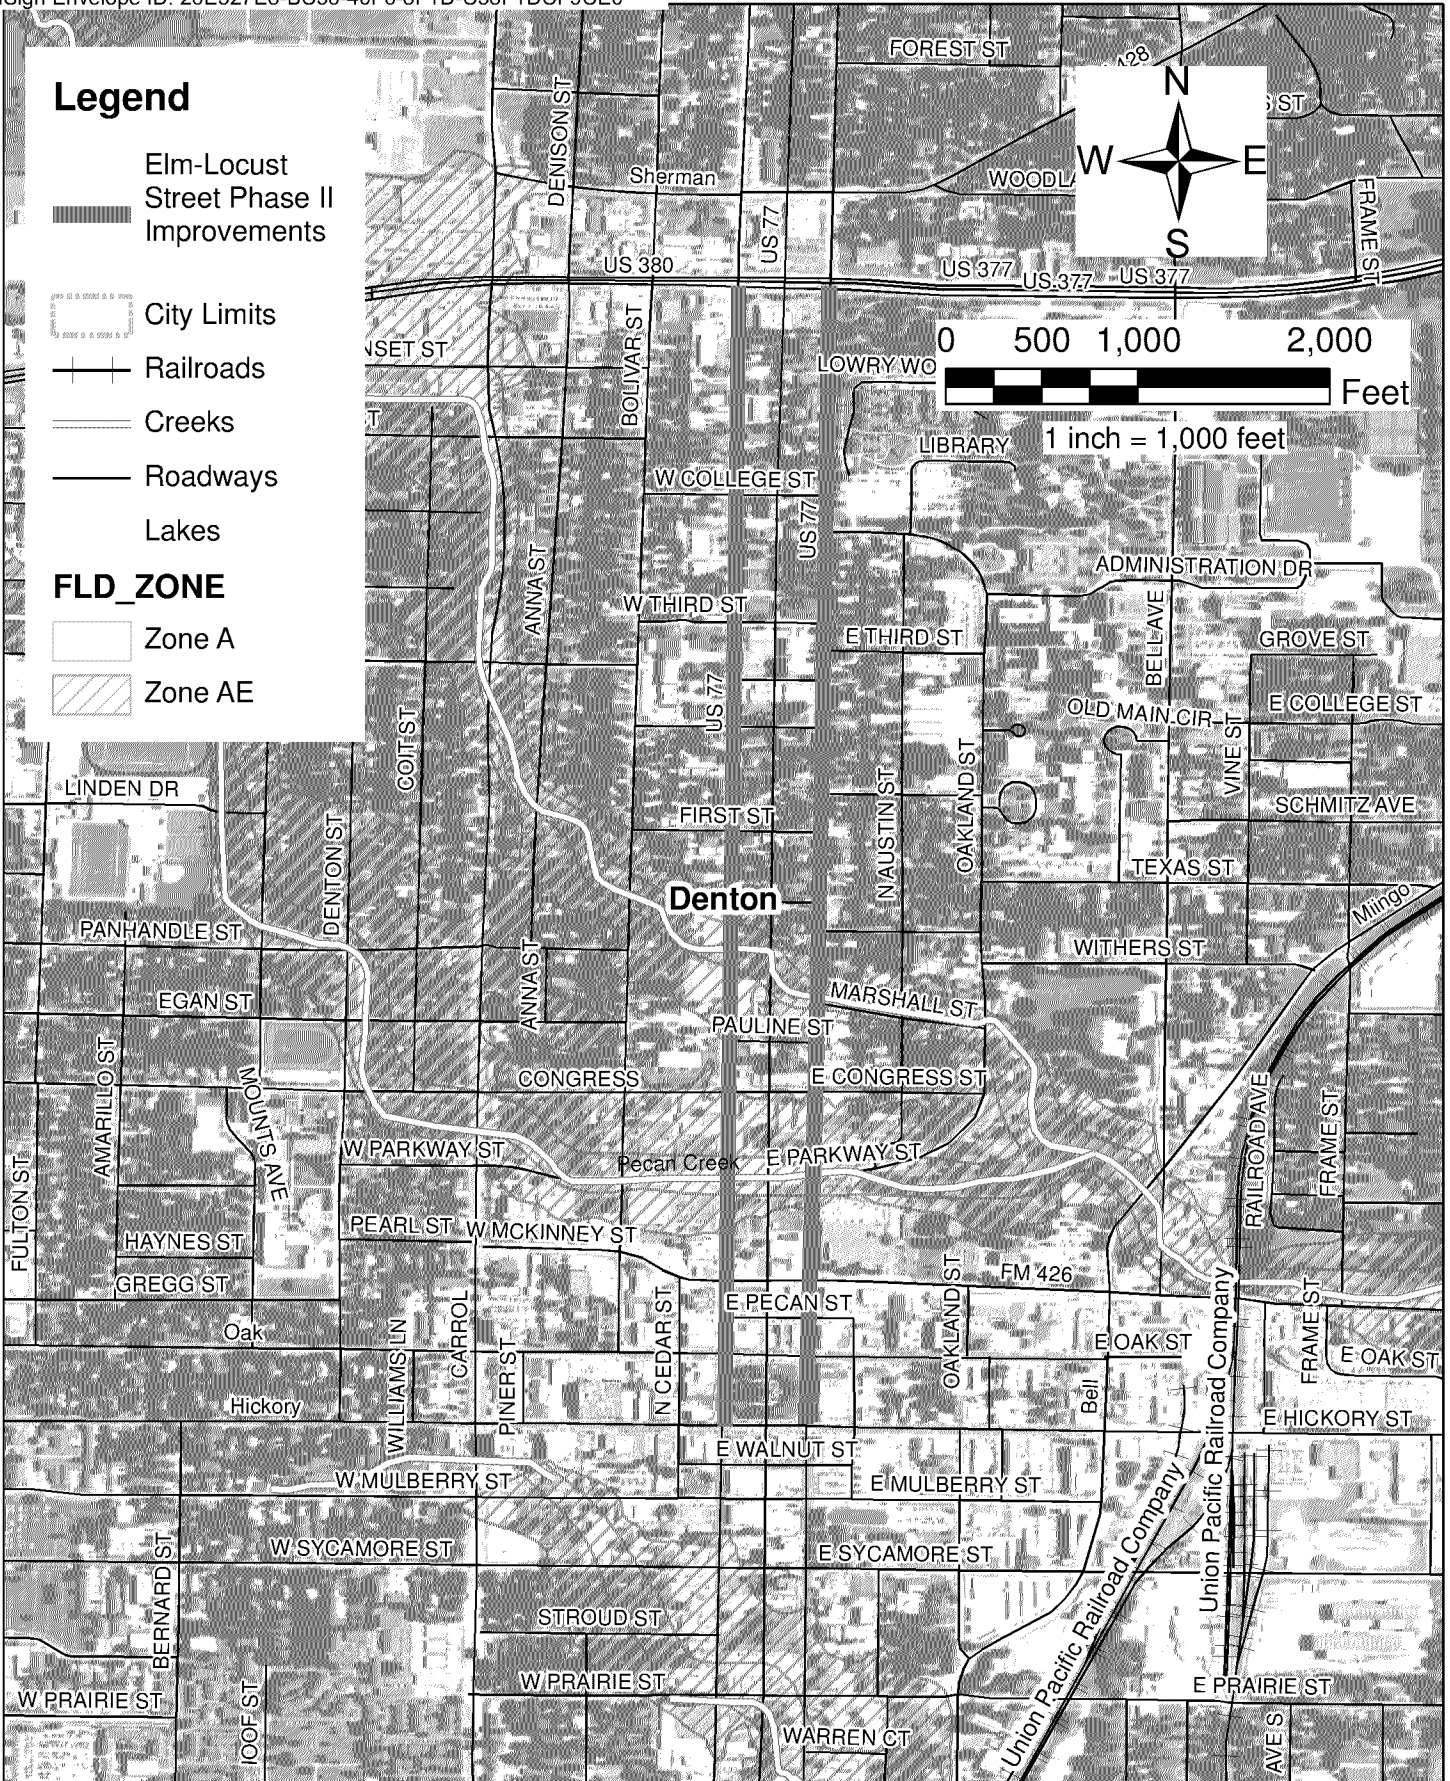 FOREST ST
428
N
S ST
Legend
DENISON ST
W
E
Elm-Locust
Street Phase II
Improvements
Sherman
WOODLA
FRAME ST
US 77
S
US 380
US 377
US 377
US 377
City Limits
BOLIVAR ST
0 500 1,000 2,000
NSET ST
Railroads
LOWRY WO
Feet
ST
Creeks
1 inch = 1,000 feet
LIBRARY
Roadways
W COLLEGE ST
US 77
Lakes
ANNA ST
ADMINISTRATION DR
FLD_ZONE
W THIRD ST
BELL AVE
Zone A
E THIRD ST
GROVE ST
Zone AE
US 77
E COLLEGE ST
OLD MAIN CIR
COIT ST
VINE ST
LINDEN DR
SCHMITZ AVE
FIRST ST
N AUSTIN ST
OAKLAND ST
DENTON ST
TEXAS ST
Denton
Miingo
PANHANDLE ST
WITHERS ST
ANNA ST
EGAN ST
MARSHALL ST
PAULINE ST
CONGRESS
E CONGRESS ST
AMARILLO ST
MOUNTS AVE
RAILROAD AVE
FRAME ST
W PARKWAY ST
E PARKWAY ST
Pecan Creek
FULTON ST
PEARL ST
W MCKINNEY ST
HAYNES ST
GREGG ST
FM 426
E PECAN ST
OAKLAND ST
N CEDAR ST
FRAME ST
Oak
CARROL
WILLIAMS LN
PINER ST
E OAK ST
E OAK ST
Hickory
Bell
E HICKORY ST
Union Pacific Railroad Company
E WALNUT ST
W MULBERRY ST
E MULBERRY ST
W SYCAMORE ST
E SYCAMORE ST
BERNARD ST
Union Pacific Railroad Company
STROUD ST
W PRAIRIE ST
W PRAIRIE ST
E PRAIRIE ST
IOOF ST
WARREN CT
AVE S